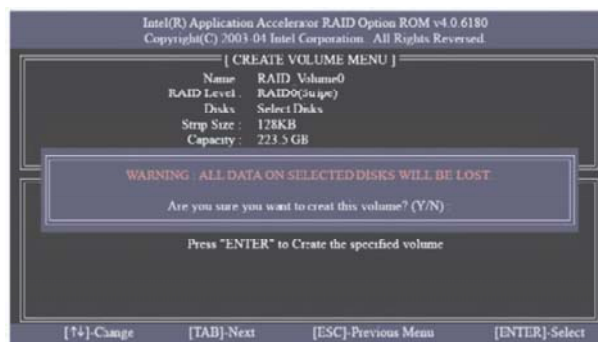 Intel(R) Application Accelerator RAID Option ROM v4.0.6180
Copyright(C) 2003-04 Intel Corporation. All Rights Reversed.
[ CREATE VOLUME MENU ]
Name RAID_Volume0
RAID Level : RAID0(Stripe)
Disks Select Disks
Strip Size : 128KB
Capacity : 223.5 GB
WARNING : ALL DATA ON SELECTED DISKS WILL BE LOST.
Are you sure you want to creat this volume? (Y/N) :
Press "ENTER" to Create the specified volume
[↑↓]-Change [TAB]-Next [ESC]-Previous Menu [ENTER]-Select